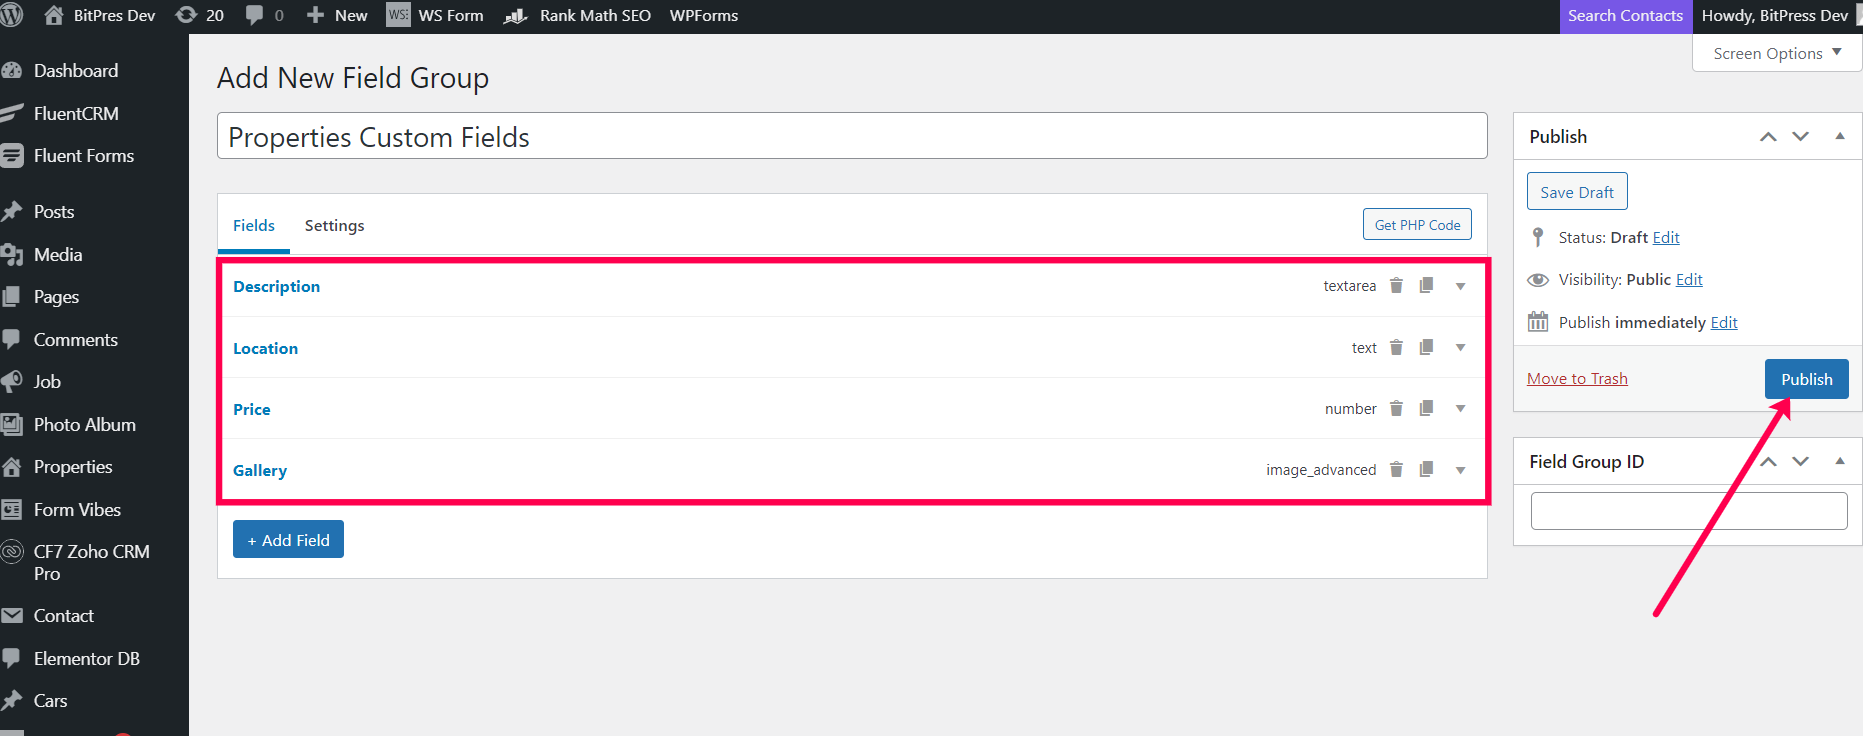 BitPres Dev 20 0 New WS: WS Form Rank Math SEO WPForms Search Contacts Howdy, BitPress Dev
Screen Options
Dashboard
FluentCRM
Fluent Forms
Posts
Media
Pages
Comments
Job
Photo Album
Properties
Form Vibes
CF7 Zoho CRM
Pro
Contact
Elementor DB
Cars
Add New Field Group
Properties Custom Fields
Fields Settings Get PHP Code
Description textarea
Location text
Price number
Gallery image_advanced
+ Add Field
Publish
Save Draft
Status: Draft Edit
Visibility: Public Edit
Publish immediately Edit
Move to Trash Publish
Field Group ID